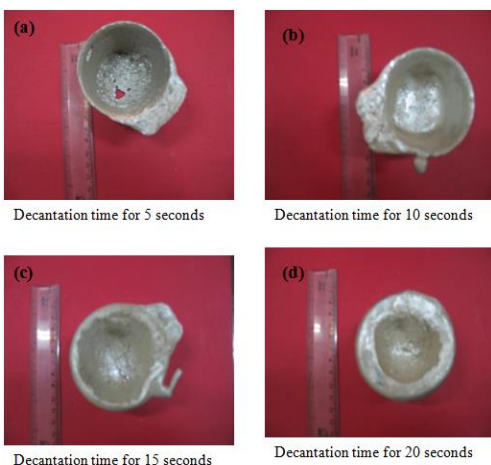 (a)
(b)
Decantation time for 5 seconds
Decantation time for 10 seconds
(c)
(d)
Decantation time for 15 seconds
Decantation time for 20 seconds